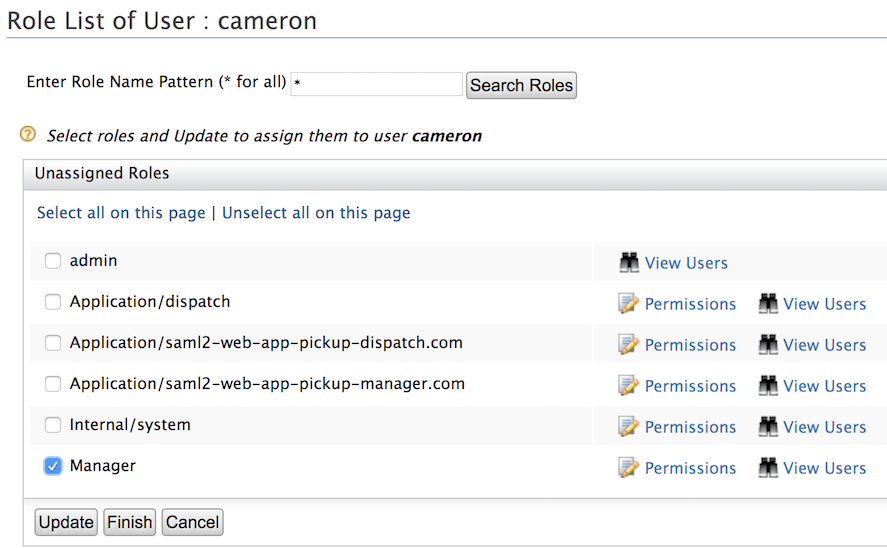 Role List of User : cameron
Enter Role Name Pattern (* for all) * Search Roles
? Select roles and Update to assign them to user cameron
Unassigned Roles
Select all on this page | Unselect all on this page
admin View Users
Application/dispatch Permissions View Users
Application/saml2-web-app-pickup-dispatch.com Permissions View Users
Application/saml2-web-app-pickup-manager.com Permissions View Users
Internal/system Permissions View Users
Manager Permissions View Users
Update Finish Cancel